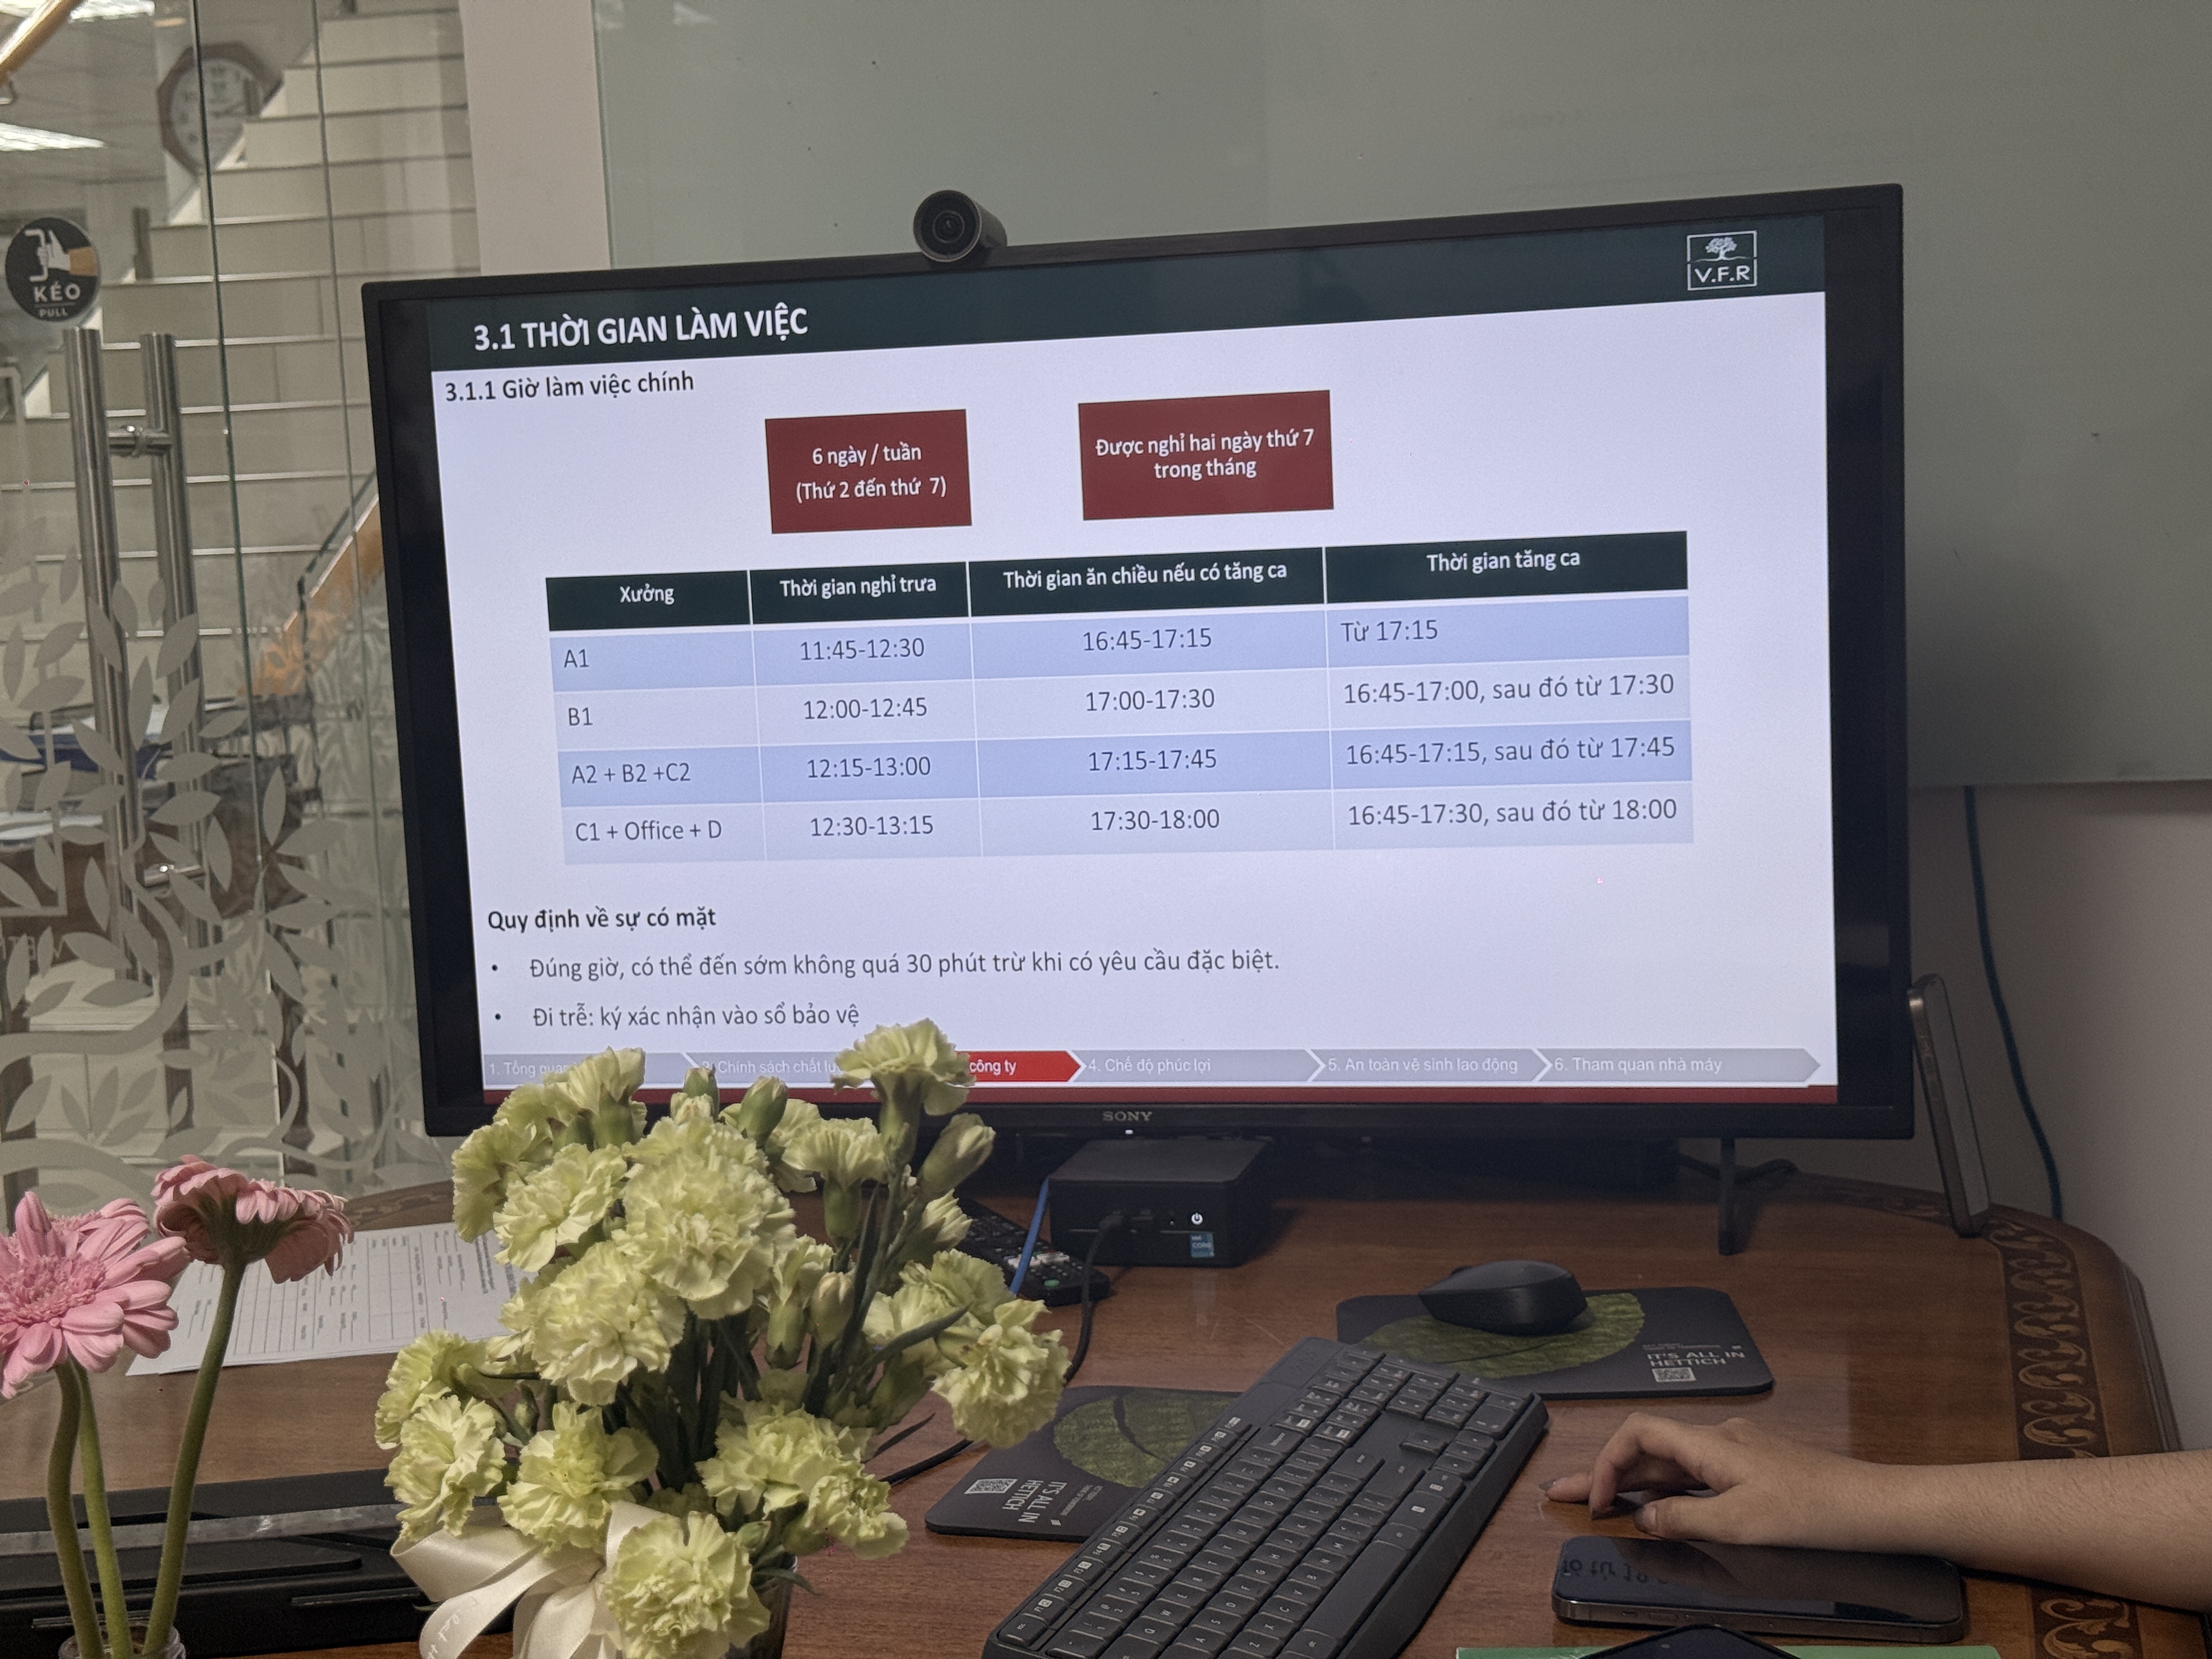 KÉO
PULL
V.F.R
3.1 THỜI GIAN LÀM VIỆC
3.1.1 Giờ làm việc chính
6 ngày / tuần
(Thứ 2 đến thứ 7)
Được nghỉ hai ngày thứ 7
trong tháng
Xưởng Thời gian nghỉ trưa Thời gian ăn chiều nếu có tăng ca Thời gian tăng ca
A1 11:45-12:30 16:45-17:15 Từ 17:15
B1 12:00-12:45 17:00-17:30 16:45-17:00, sau đó từ 17:30
A2 + B2 +C2 12:15-13:00 17:15-17:45 16:45-17:15, sau đó từ 17:45
C1 + Office + D 12:30-13:15 17:30-18:00 16:45-17:30, sau đó từ 18:00
Quy định về sự có mặt
• Đúng giờ, có thể đến sớm không quá 30 phút trừ khi có yêu cầu đặc biệt.
• Đi trễ: ký xác nhận vào sổ bảo vệ
1. Tổng Chính sách chất công ty 4. Chế độ phúc lợi 5. An toàn vệ sinh lao động 6. Tham quan nhà máy
SONY
IT'S ALL IN
HETTICH
IT'S ALL IN
HETTICH